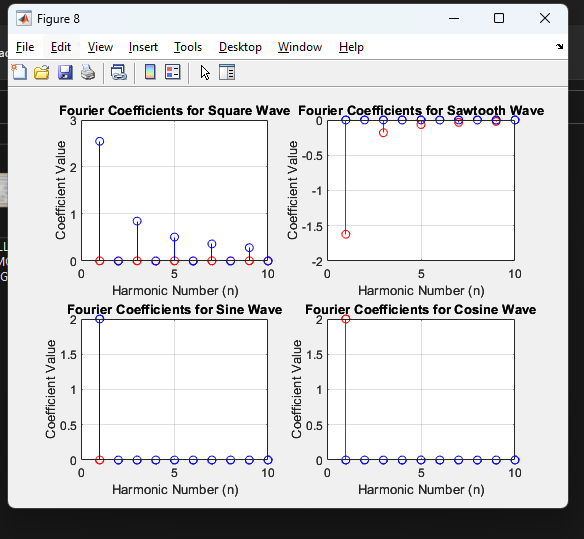 Figure 8
File Edit View Insert Tools Desktop Window Help
Fourier Coefficients for Square Wave
3
2
1
0
0 5 10
Coefficient Value
Harmonic Number (n)
Fourier Coefficients for Sawtooth Wave
0
-0.5
-1
-1.5
-2
0 5 10
Coefficient Value
Harmonic Number (n)
Fourier Coefficients for Sine Wave
2
1.5
1
0.5
0
0 5 10
Coefficient Value
Harmonic Number (n)
Fourier Coefficients for Cosine Wave
2
1.5
1
0.5
0
0 5 10
Coefficient Value
Harmonic Number (n)